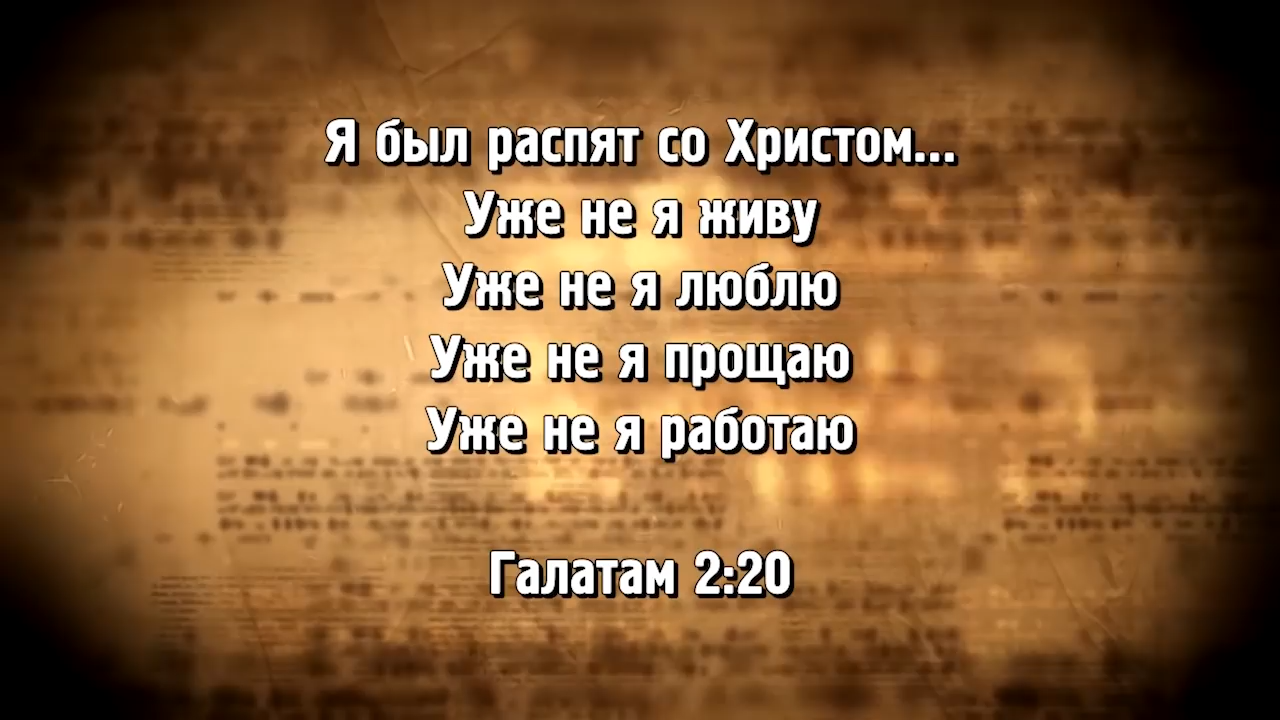 Я был распят со Христом...
Уже не я живу
Уже не я люблю
Уже не я прощаю
Уже не я работаю
Галатам 2:20